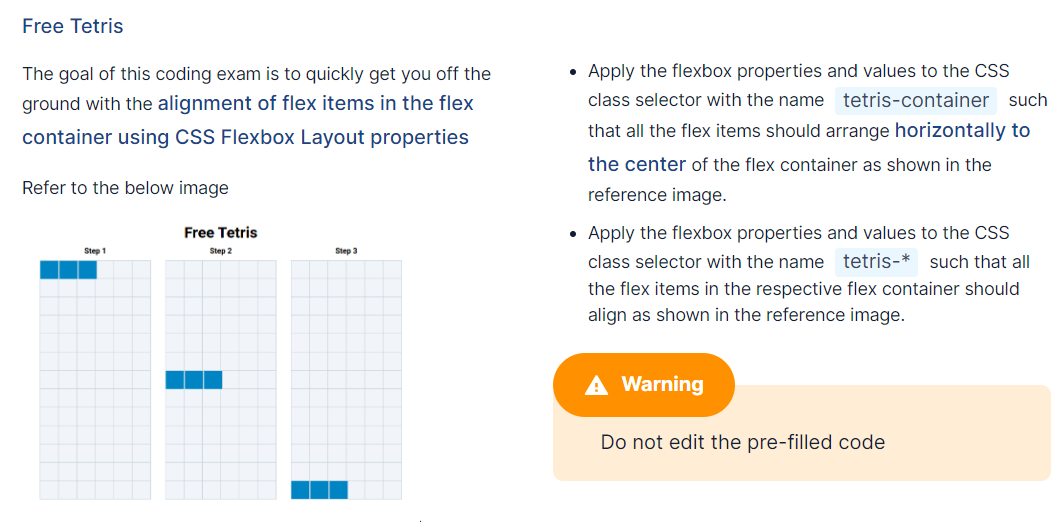 Free Tetris
The goal of this coding exam is to quickly get you off the
ground with the alignment of flex items in the flex
container using CSS Flexbox Layout properties
Refer to the below image
Free Tetris
Step 1
Step 2
Step 3
• Apply the flexbox properties and values to the CSS
class selector with the name tetris-container such
that all the flex items should arrange horizontally to
the center of the flex container as shown in the
reference image.
• Apply the flexbox properties and values to the CSS
class selector with the name tetris-* such that all
the flex items in the respective flex container should
align as shown in the reference image.
Warning
Do not edit the pre-filled code